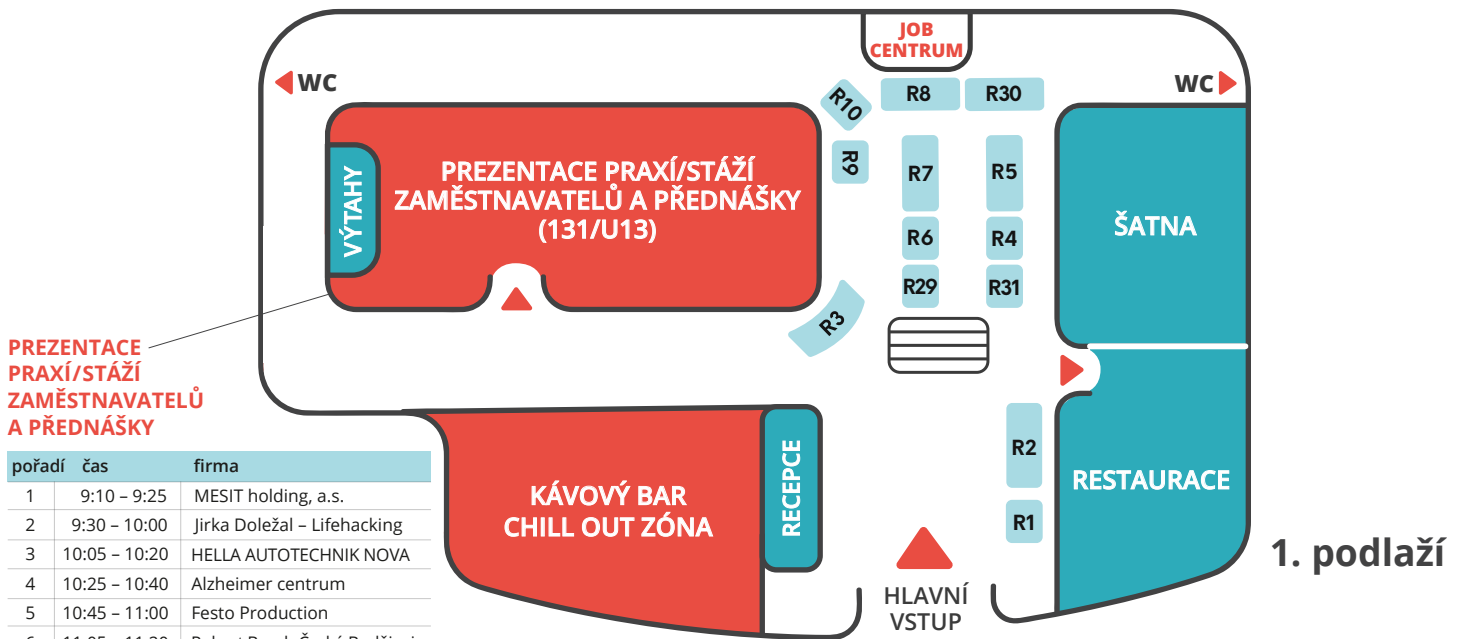 JOB
CENTRUM
WC
WC
R10
R8
R30
R9
R7
R5
R6
R4
R29
R31
R3
VÝTAHY
PREZENTACE PRAXÍ/STÁŽÍ
ZAMĚSTNAVATELŮ A PŘEDNÁŠKY
(131/U13)
ŠATNA
PREZENTACE
PRAXÍ/STÁŽÍ
ZAMĚSTNAVATELŮ
A PŘEDNÁŠKY
pořadí čas firma
1 9:10 – 9:25 MESIT holding, a.s.
2 9:30 – 10:00 Jirka Doležal – Lifehacking
3 10:05 – 10:20 HELLA AUTOTECHNIK NOVA
4 10:25 – 10:40 Alzheimer centrum
5 10:45 – 11:00 Festo Production
KÁVOVÝ BAR
CHILL OUT ZÓNA
RECEPCE
R2
R1
RESTAURACE
HLAVNÍ
VSTUP
1. podlaží